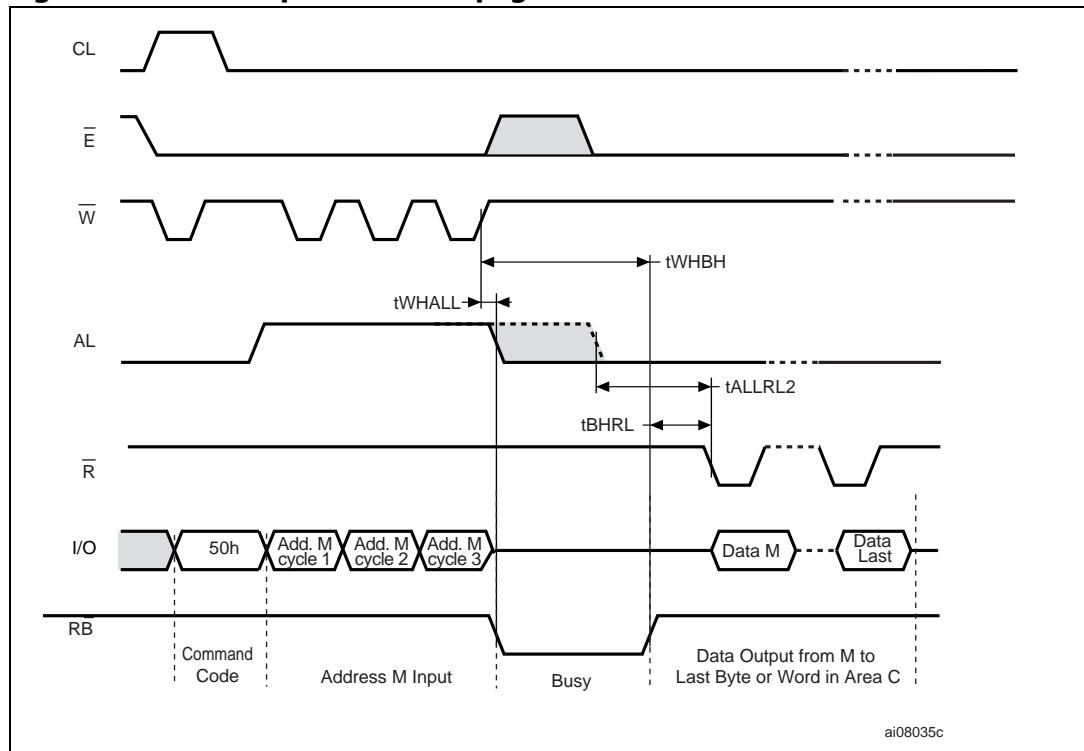 CL
E
W
tWHBH
tWHALL
AL
tALLRL2
tBHRL
R
I/O
50h
Add. M
cycle 1
Add. M
cycle 2
Add. M
cycle 3
Data M
Data
Last
RB
Command
Code
Address M Input
Busy
Data Output from M to
Last Byte or Word in Area C
ai08035c